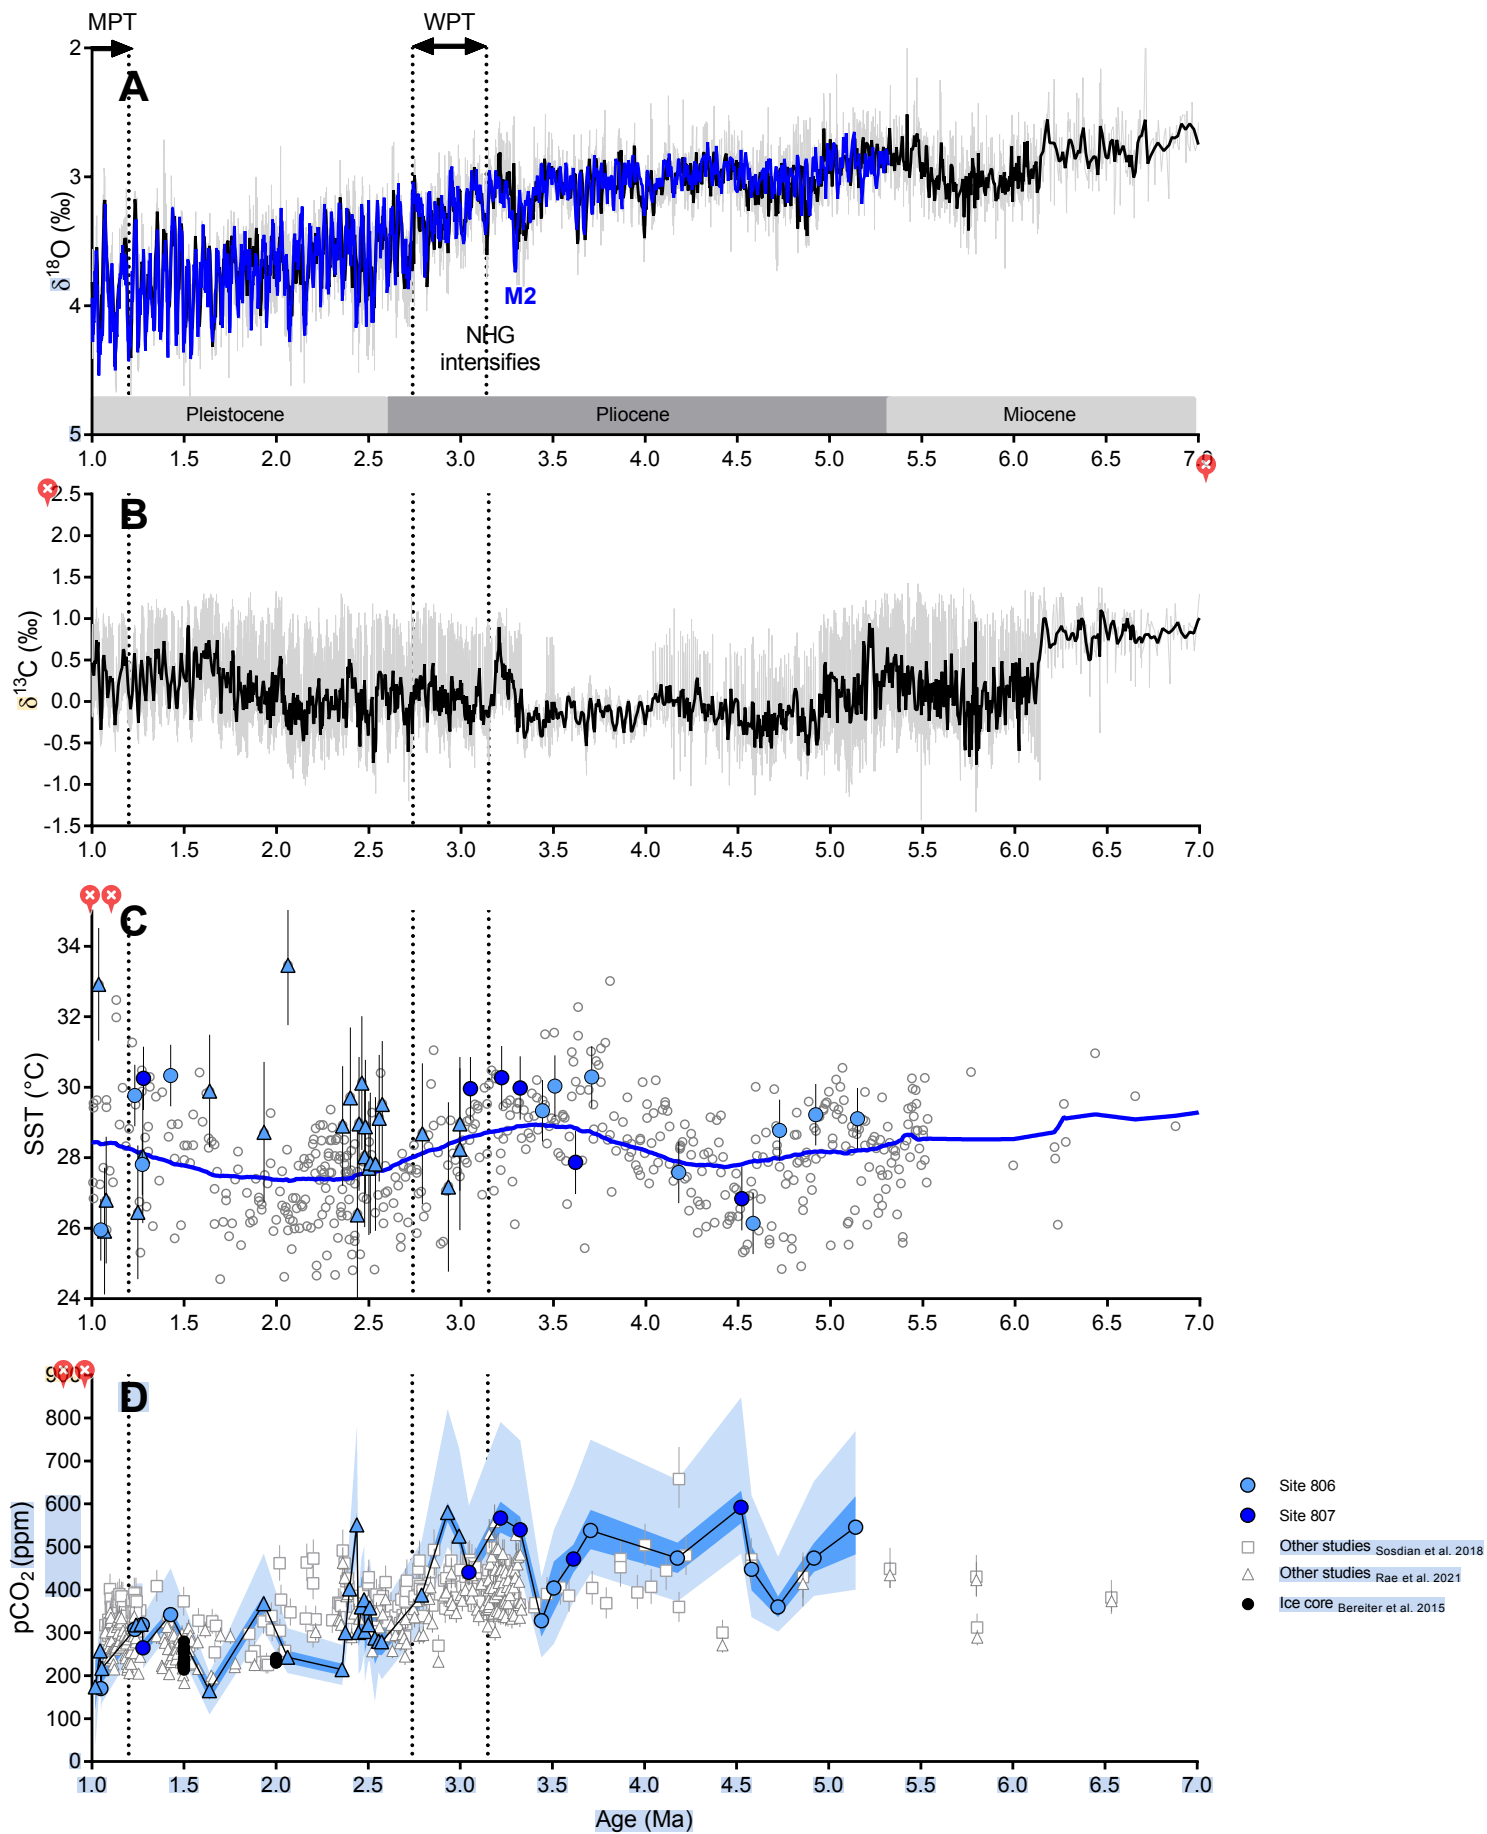 MPT WPT
2
A
3
δ18O (‰)
M2
4
NHG
intensifies
Pleistocene Pliocene Miocene
5
1.0 1.5 2.0 2.5 3.0 3.5 4.0 4.5 5.0 5.5 6.0 6.5 7.0
2.5
B
2.0
1.5
1.0
0.5
δ13C (‰)
0.0
-0.5
-1.0
-1.5
1.0 1.5 2.0 2.5 3.0 3.5 4.0 4.5 5.0 5.5 6.0 6.5 7.0
C
34
32
30
SST (°C)
28
26
24
1.0 1.5 2.0 2.5 3.0 3.5 4.0 4.5 5.0 5.5 6.0 6.5 7.0
900
D
800
700
600
500
400
pCO2 (ppm)
300
200
100
0
1.0 1.5 2.0 2.5 3.0 3.5 4.0 4.5 5.0 5.5 6.0 6.5 7.0
Age (Ma)
Site 806
Site 807
Other studies Sosdian et al. 2018
Other studies Rae et al. 2021
Ice core Bereiter et al. 2015